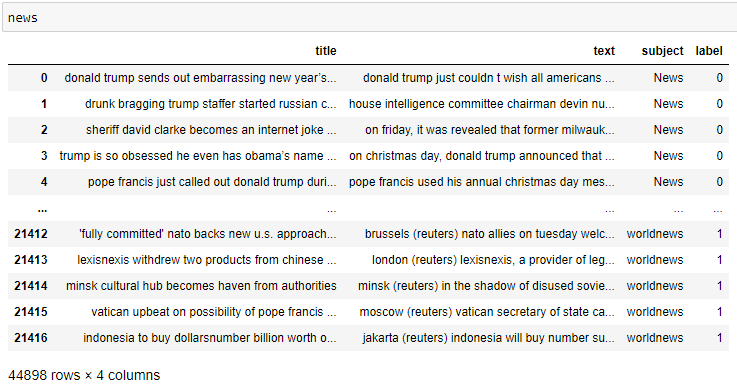 news
title text subject label
0 donald trump sends out embarrassing new year's... donald trump just couldn t wish all americans ... News 0
1 drunk bragging trump staffer started russian c... house intelligence committee chairman devin nu... News 0
2 sheriff david clarke becomes an internet joke ... on friday, it was revealed that former milwauk... News 0
3 trump is so obsessed he even has obama's name ... on christmas day, donald trump announced that ... News 0
4 pope francis just called out donald trump duri... pope francis used his annual christmas day mes... News 0
... ... ... ... ...
21412 'fully committed' nato backs new u.s. approach... brussels (reuters) nato allies on tuesday welc... worldnews 1
21413 lexisnexis withdrew two products from chinese ... london (reuters) lexisnexis, a provider of leg... worldnews 1
21414 minsk cultural hub becomes haven from authorities minsk (reuters) in the shadow of disused sovie... worldnews 1
21415 vatican upbeat on possibility of pope francis ... moscow (reuters) vatican secretary of state ca... worldnews 1
21416 indonesia to buy dollarsnumber billion worth o... jakarta (reuters) indonesia will buy number su... worldnews 1
44898 rows × 4 columns